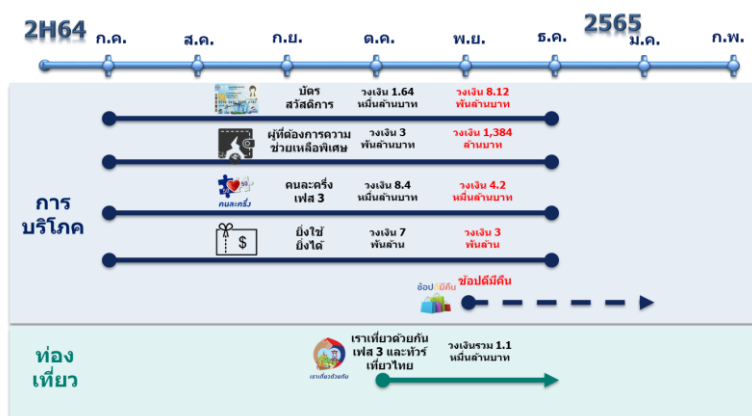 2H64
2565
ก.ค.
ส.ค.
ก.ย.
ต.ค.
พ.ย.
ธ.ค.
ม.ค.
ก.พ.
การ
บริโภค
บัตร
สวัสดิการ
วงเงิน 1.64
หมื่นล้านบาท
วงเงิน 8.12
พันล้านบาท
ผู้ที่ต้องการความ
ช่วยเหลือพิเศษ
วงเงิน 3
พันล้านบาท
วงเงิน 1,384
ล้านบาท
คนละครึ่ง
คนละครึ่ง
เฟส 3
วงเงิน 8.4
หมื่นล้านบาท
วงเงิน 4.2
หมื่นล้านบาท
$
ยิ่งใช้
ยิ่งได้
วงเงิน 7
พันล้าน
วงเงิน 3
พันล้าน
ช้อปดีมีคืน
ช้อปดีมีคืน
ท่อง
เที่ยว
เราเที่ยวด้วยกัน
เราเที่ยวด้วยกัน
เฟส 3 และทัวร์
เที่ยวไทย
วงเงินรวม 1.1
หมื่นล้านบาท